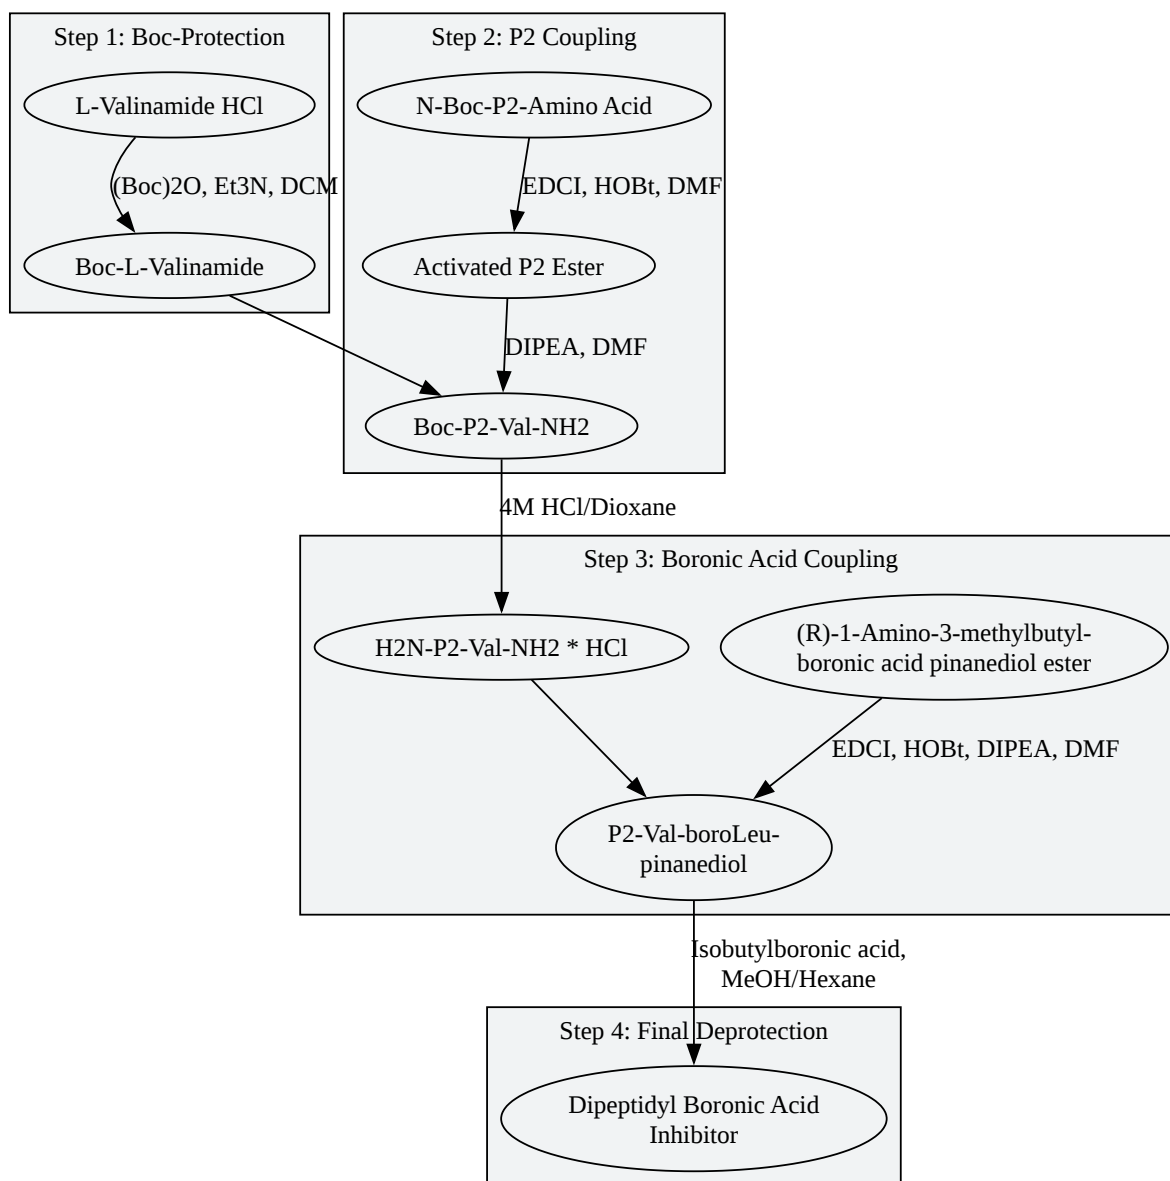 Step 1: Boc-Protection
L-Valinamide HCl
(Boc)2O, Et3N, DCM
Boc-L-Valinamide
Step 2: P2 Coupling
N-Boc-P2-Amino Acid
EDCI, HOBt, DMF
Activated P2 Ester
DIPEA, DMF
Boc-P2-Val-NH2
4M HCl/Dioxane
Step 3: Boronic Acid Coupling
H2N-P2-Val-NH2 * HCl
(R)-1-Amino-3-methylbutyl-
boronic acid pinanediol ester
EDCI, HOBt, DIPEA, DMF
P2-Val-boroLeu-
pinanediol
Isobutylboronic acid,
MeOH/Hexane
Step 4: Final Deprotection
Dipeptidyl Boronic Acid
Inhibitor